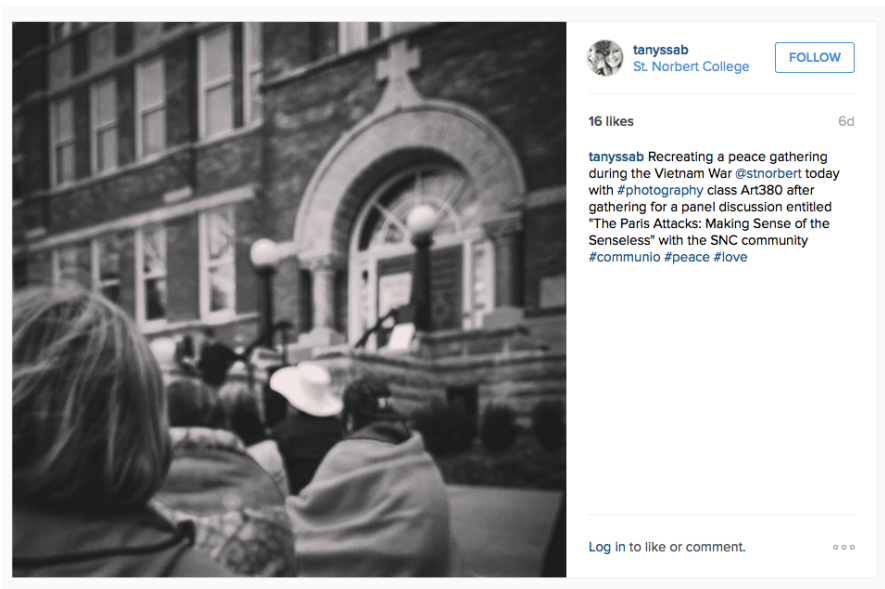 tanyssab
St. Norbert College
FOLLOW
16 likes
6d
tanyssab Recreating a peace gathering
during the Vietnam War @stnorbert today
with #photography class Art380 after
gathering for a panel discussion entitled
"The Paris Attacks: Making Sense of the
Senseless" with the SNC community
#communio #peace #love
Log in to like or comment.